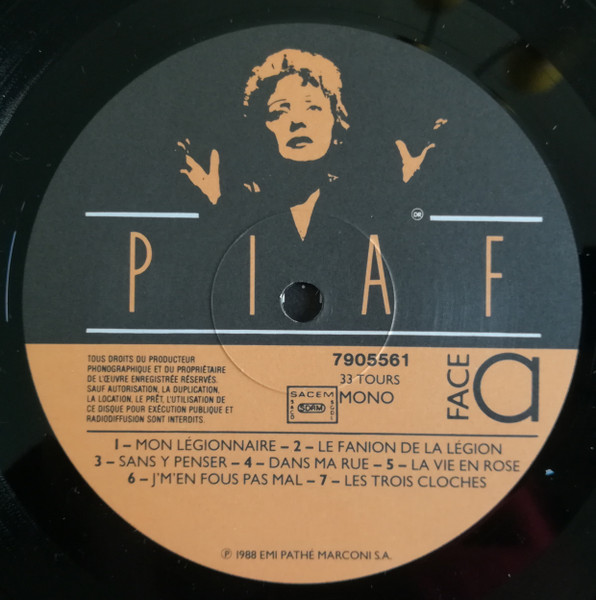 DR
PIAF
TOUS DROITS DU PRODUCTEUR
PHONOGRAPHIQUE ET DU PROPRIÉTAIRE
DE L'ŒUVRE ENREGISTRÉE RÉSERVÉS.
SAUF AUTORISATION, LA DUPLICATION,
LA LOCATION, LE PRÊT, L'UTILISATION DE
CE DISQUE POUR EXÉCUTION PUBLIQUE ET
RADIODIFFUSION SONT INTERDITS.
SACEM
SDRM
SACD
SGDL
7905561
33 TOURS
MONO
FACE a
1 – MON LÉGIONNAIRE – 2 – LE FANION DE LA LÉGION
3 – SANS Y PENSER – 4 – DANS MA RUE – 5 – LA VIE EN ROSE
6 – J'M'EN FOUS PAS MAL – 7 – LES TROIS CLOCHES
℗ 1988 EMI PATHÉ MARCONI S.A.